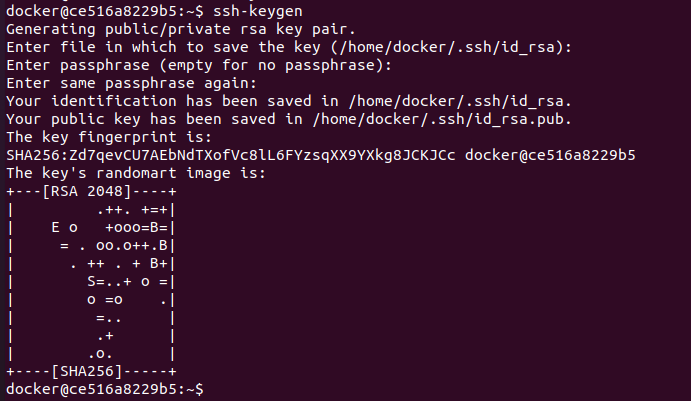 docker@ce516a8229b5:~$ ssh-keygen
Generating public/private rsa key pair.
Enter file in which to save the key (/home/docker/.ssh/id_rsa):
Enter passphrase (empty for no passphrase):
Enter same passphrase again:
Your identification has been saved in /home/docker/.ssh/id_rsa.
Your public key has been saved in /home/docker/.ssh/id_rsa.pub.
The key fingerprint is:
SHA256:Zd7qevCU7AEbNdTXofVc8lL6FYzsqXX9YXkg8JCKJCc docker@ce516a8229b5
The key's randomart image is:
+---[RSA 2048]----+
|         .++. +=+|
|    E o   +ooo=B=|
|     = . oo.o++.B|
|      . ++ . + B+|
|        S=..+ o =|
|        o =o    .|
|         =..     |
|         .+      |
|        .o.      |
+----[SHA256]-----+
docker@ce516a8229b5:~$